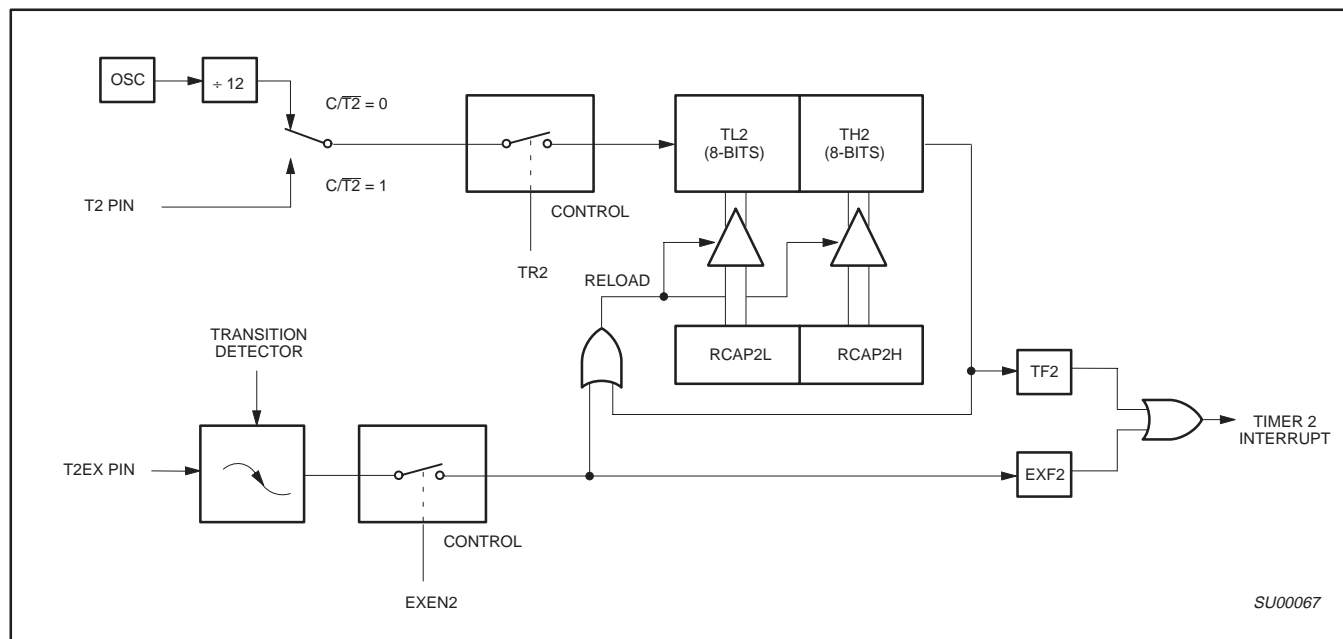 OSC
÷ 12
C/T2̅ = 0
C/T2̅ = 1
T2 PIN
CONTROL
TR2
TL2
(8-BITS)
TH2
(8-BITS)
RELOAD
RCAP2L
RCAP2H
TRANSITION
DETECTOR
T2EX PIN
CONTROL
EXEN2
TF2
EXF2
TIMER 2
INTERRUPT
SU00067